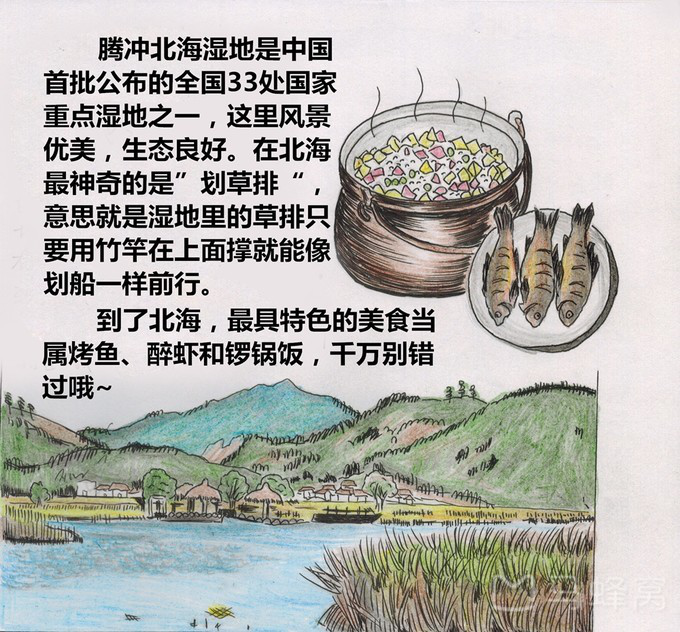 腾冲北海湿地是中国
首批公布的全国33处国家
重点湿地之一，这里风景
优美，生态良好。在北海
最神奇的是”划草排“，
意思就是湿地里的草排只
要用竹竿在上面撑就能像
划船一样前行。
到了北海，最具特色的美食当
属烤鱼、醉虾和锣锅饭，千万别错
过哦~
蚂蜂窝